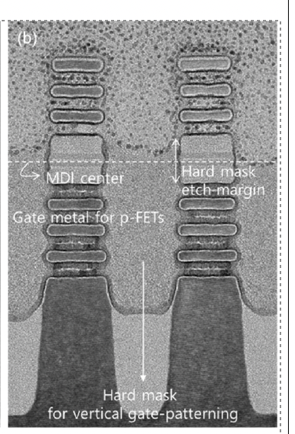 (b)
MDI center
Hard mask
etch-margin
Gate metal for p-FETs
Hard mask
for vertical gate-patterning